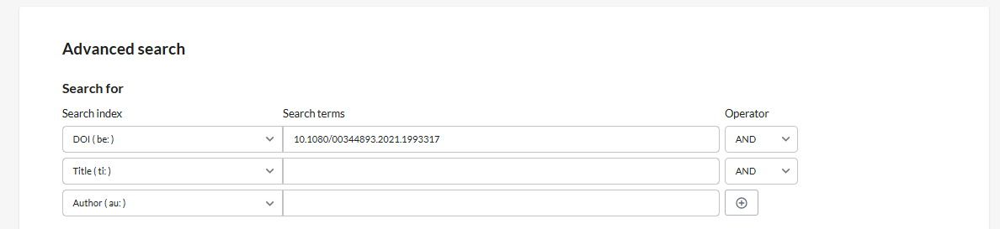 Advanced search
Search for
Search index Search terms Operator
DOI ( be: ) 10.1080/00344893.2021.1993317 AND
Title ( ti: ) AND
Author ( au: )